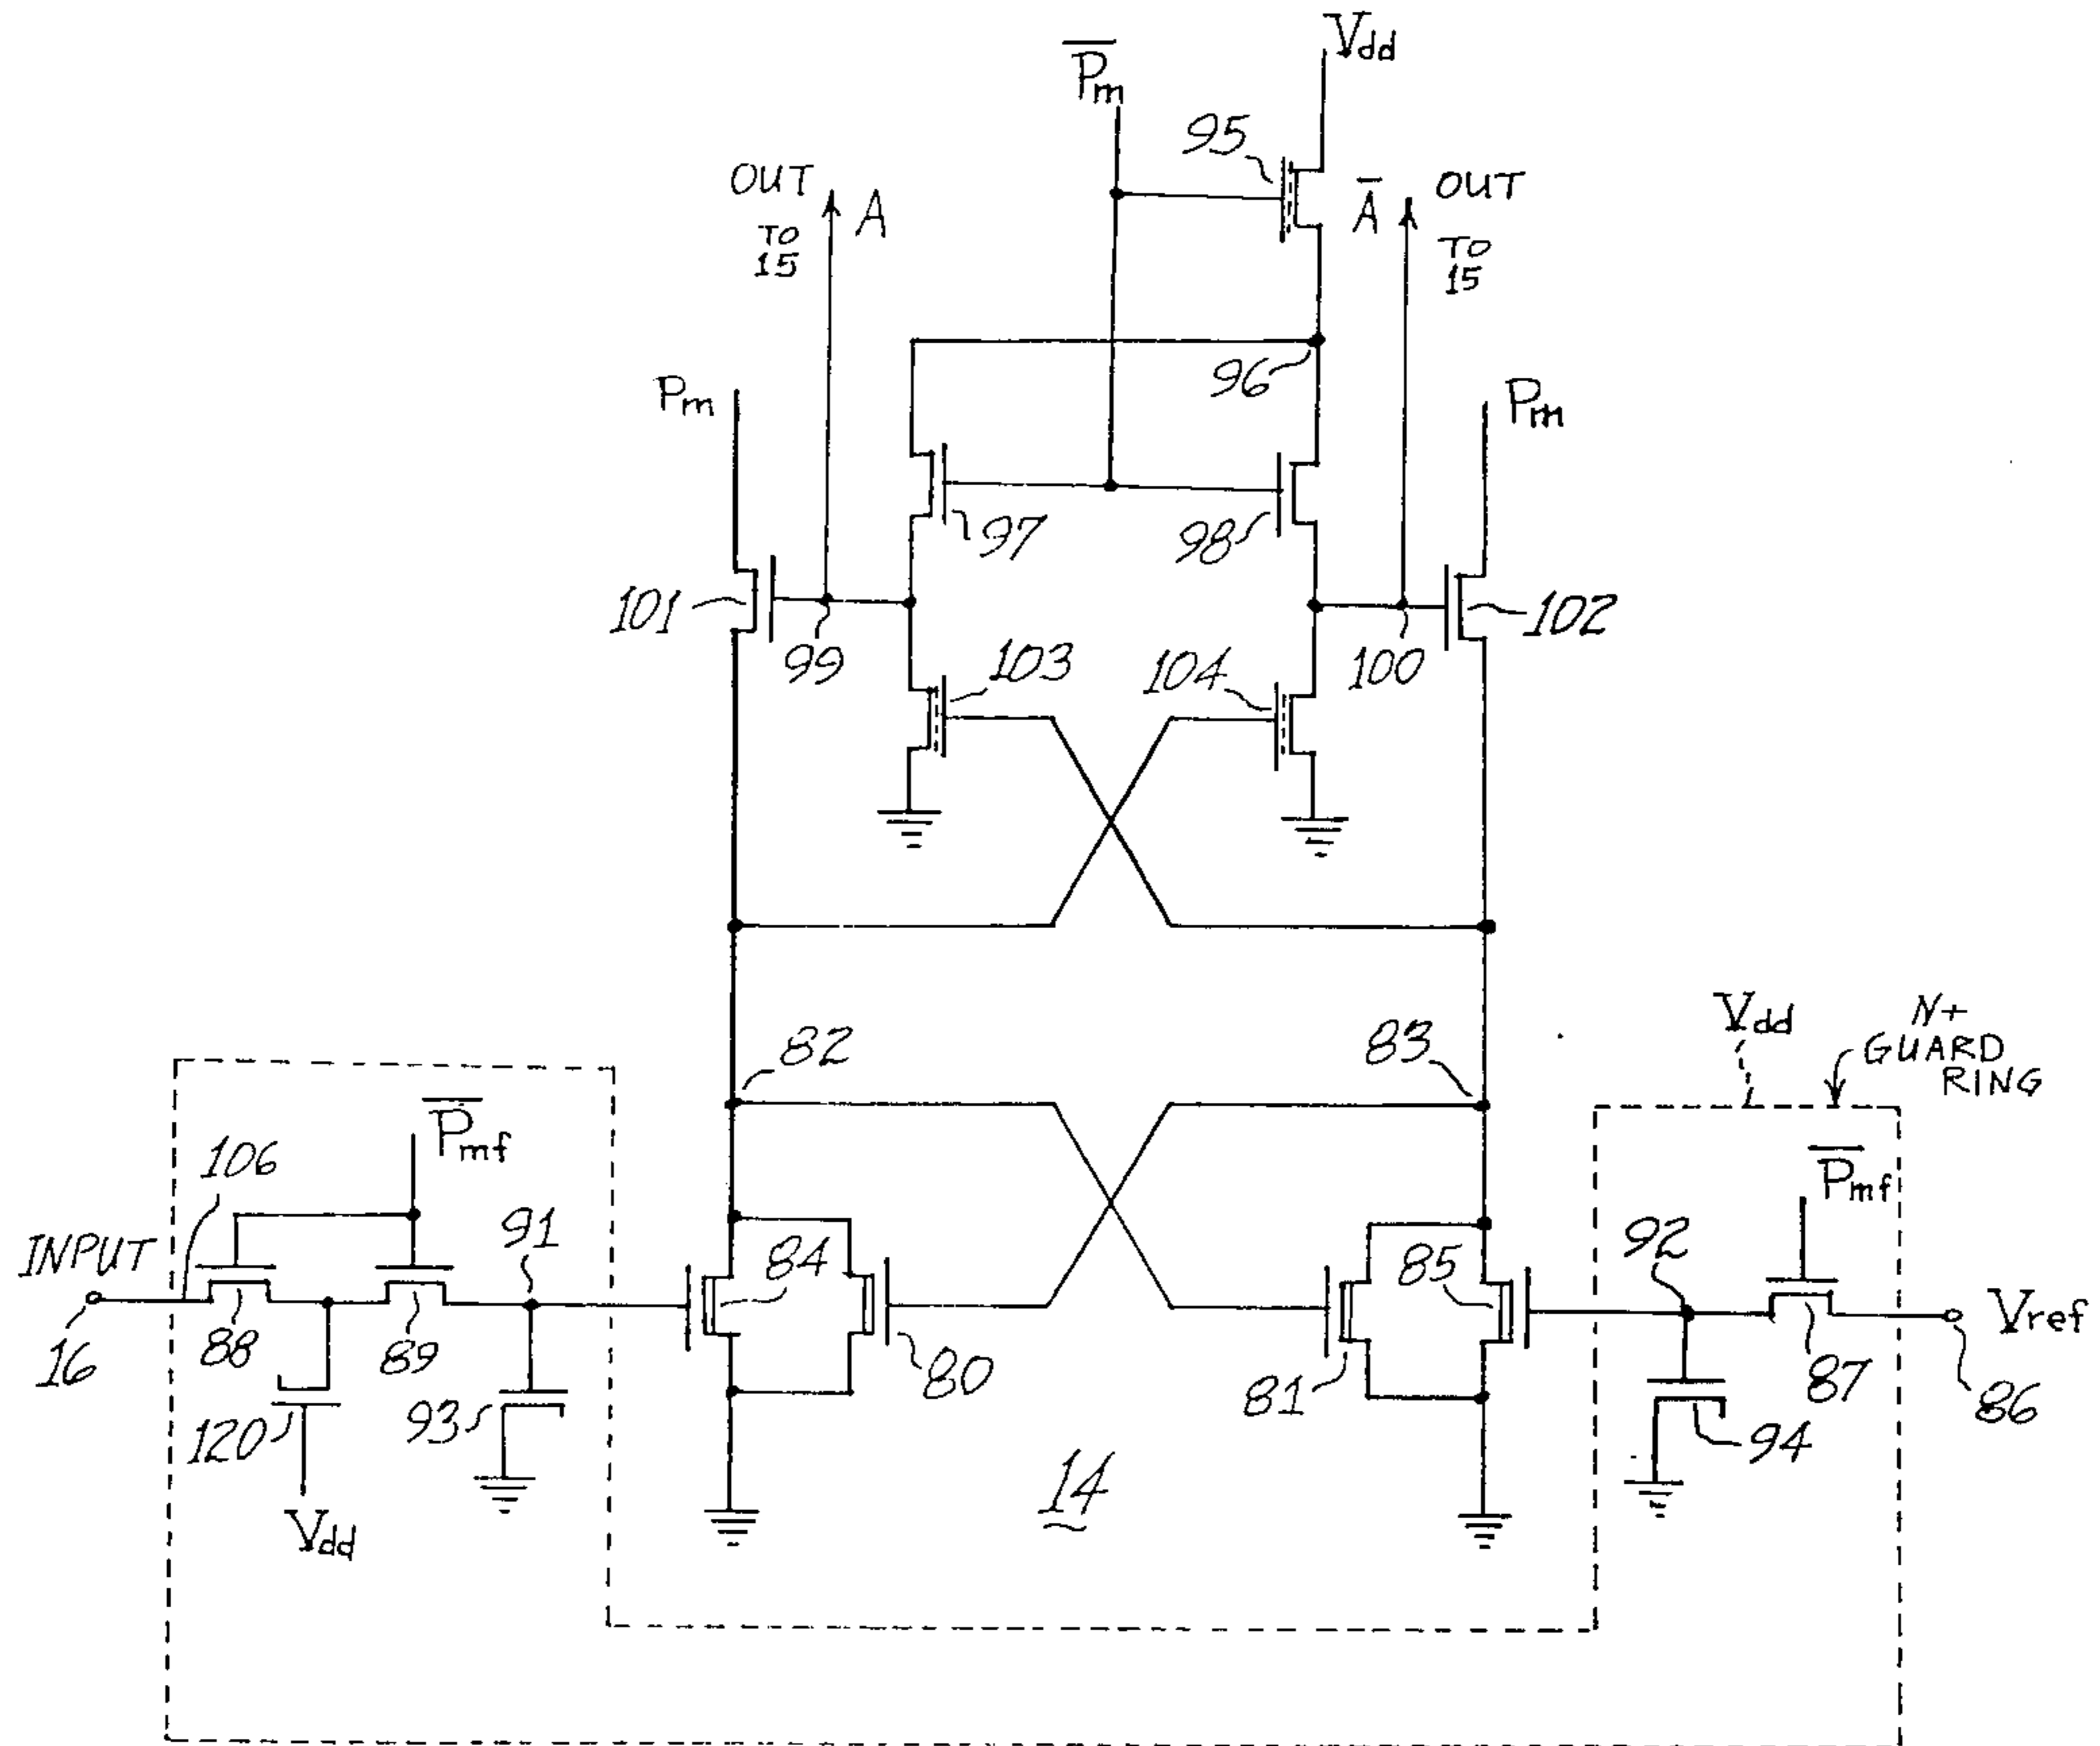 Vdd
P̅m
95
OUT
TO
15
A
A̅
OUT
TO
15
96
Pm
Pm
97
98
101
99
103
104
100
102
82
83
Vdd
N+
GUARD
RING
P̅mf
P̅mf
106
INPUT
91
84
92
85
Vref
16
88
89
80
81
87
86
120
93
94
Vdd
14